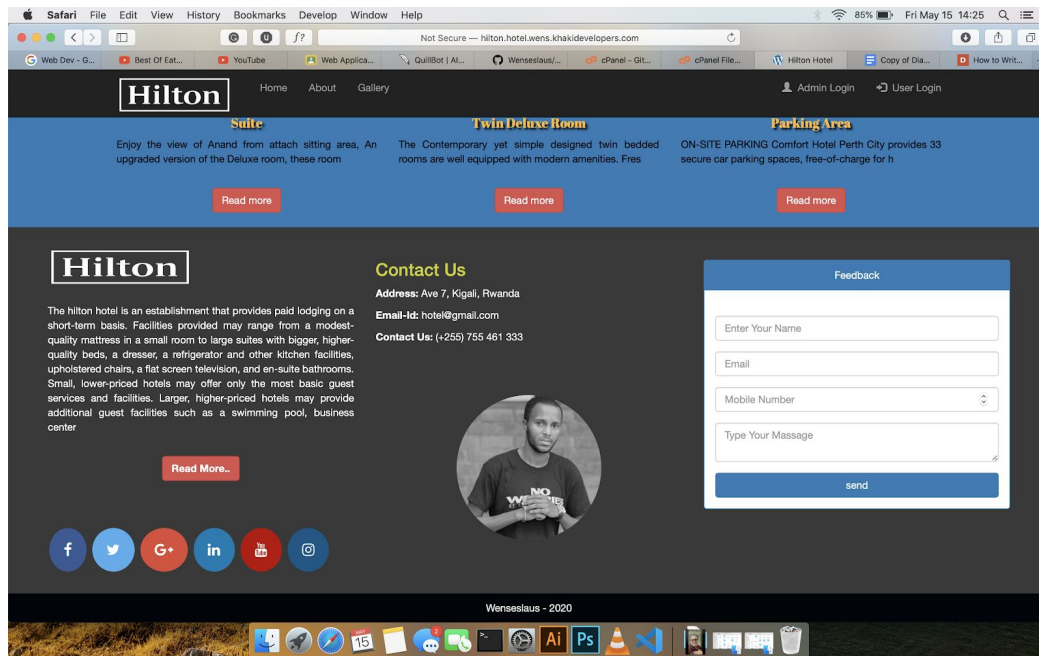 Safari File Edit View History Bookmarks Develop Window Help
85% Fri May 15 14:25
f?
Not Secure — hilton.hotel.wens.khakidevelopers.com
Web Dev - G...
Best Of Eat...
YouTube
Web Applica...
QuillBot | AI...
Wenseslaus/...
cPanel - Git...
cPanel File...
Hilton Hotel
Copy of Dia...
How to Writ...
Hilton
Home About Gallery
Admin Login User Login
Suite
Enjoy the view of Anand from attach sitting area, An
upgraded version of the Deluxe room, these room
Read more
Twin Deluxe Room
The Contemporary yet simple designed twin bedded
rooms are well equipped with modern amenities. Fres
Read more
Parking Area
ON-SITE PARKING Comfort Hotel Perth City provides 33
secure car parking spaces, free-of-charge for h
Read more
Hilton
The hilton hotel is an establishment that provides paid lodging on a
short-term basis. Facilities provided may range from a modest-
quality mattress in a small room to large suites with bigger, higher-
quality beds, a dresser, a refrigerator and other kitchen facilities,
upholstered chairs, a flat screen television, and en-suite bathrooms.
Small, lower-priced hotels may offer only the most basic guest
services and facilities. Larger, higher-priced hotels may provide
additional guest facilities such as a swimming pool, business
center
Read More..
f
G+
in
You
Tube
Contact Us
Address: Ave 7, Kigali, Rwanda
Email-Id: hotel@gmail.com
Contact Us: (+255) 755 461 333
NO
Feedback
Enter Your Name
Email
Mobile Number
Type Your Massage
send
Wenseslaus - 2020
MAY
15
2
Ai
Ps